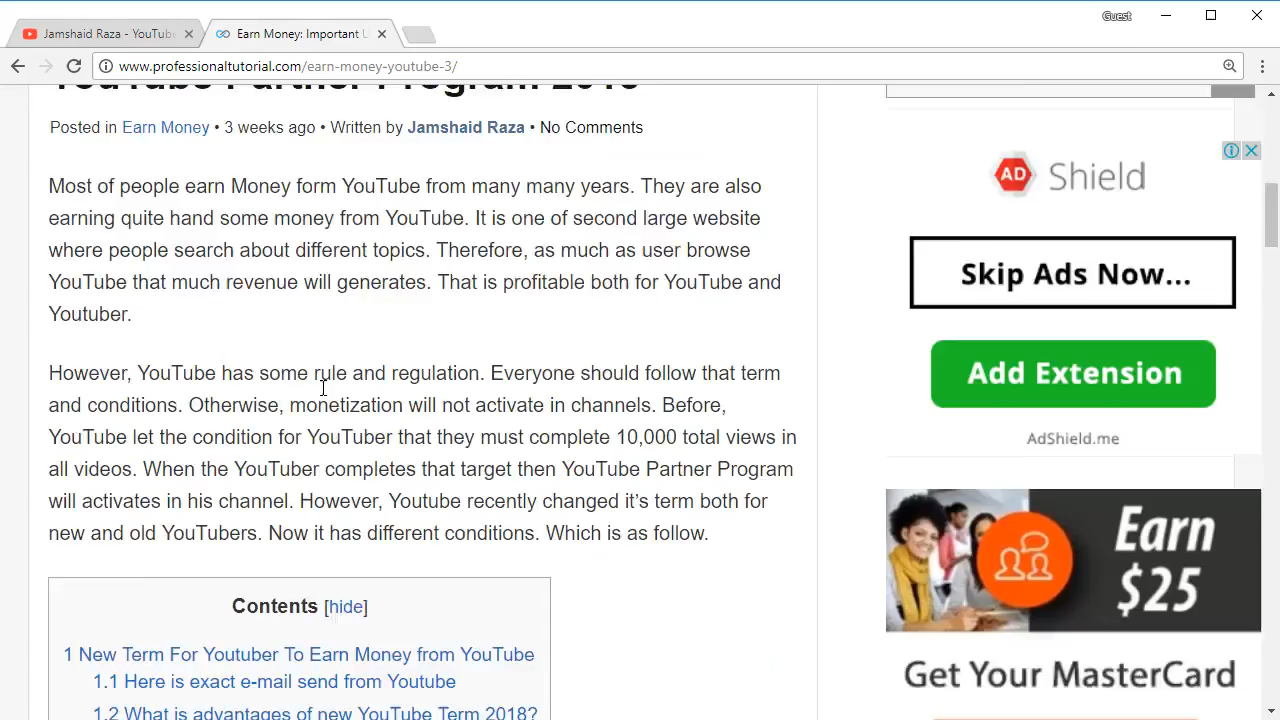 Guest
Jamshaid Raza - YouTube
Earn Money: Important U
www.professionaltutorial.com/earn-money-youtube-3/
YouTube Partner Program 2018
Posted in Earn Money • 3 weeks ago • Written by Jamshaid Raza • No Comments
Most of people earn Money form YouTube from many many years. They are also
earning quite hand some money from YouTube. It is one of second large website
where people search about different topics. Therefore, as much as user browse
YouTube that much revenue will generates. That is profitable both for YouTube and
Youtuber.
However, YouTube has some rule and regulation. Everyone should follow that term
and conditions. Otherwise, monetization will not activate in channels. Before,
YouTube let the condition for YouTuber that they must complete 10,000 total views in
all videos. When the YouTuber completes that target then YouTube Partner Program
will activates in his channel. However, Youtube recently changed it's term both for
new and old YouTubers. Now it has different conditions. Which is as follow.
Contents [hide]
1 New Term For Youtuber To Earn Money from YouTube
1.1 Here is exact e-mail send from Youtube
1.2 What is advantages of new YouTube Term 2018?
AD Shield
Skip Ads Now...
Add Extension
AdShield.me
Earn
$25
Get Your MasterCard